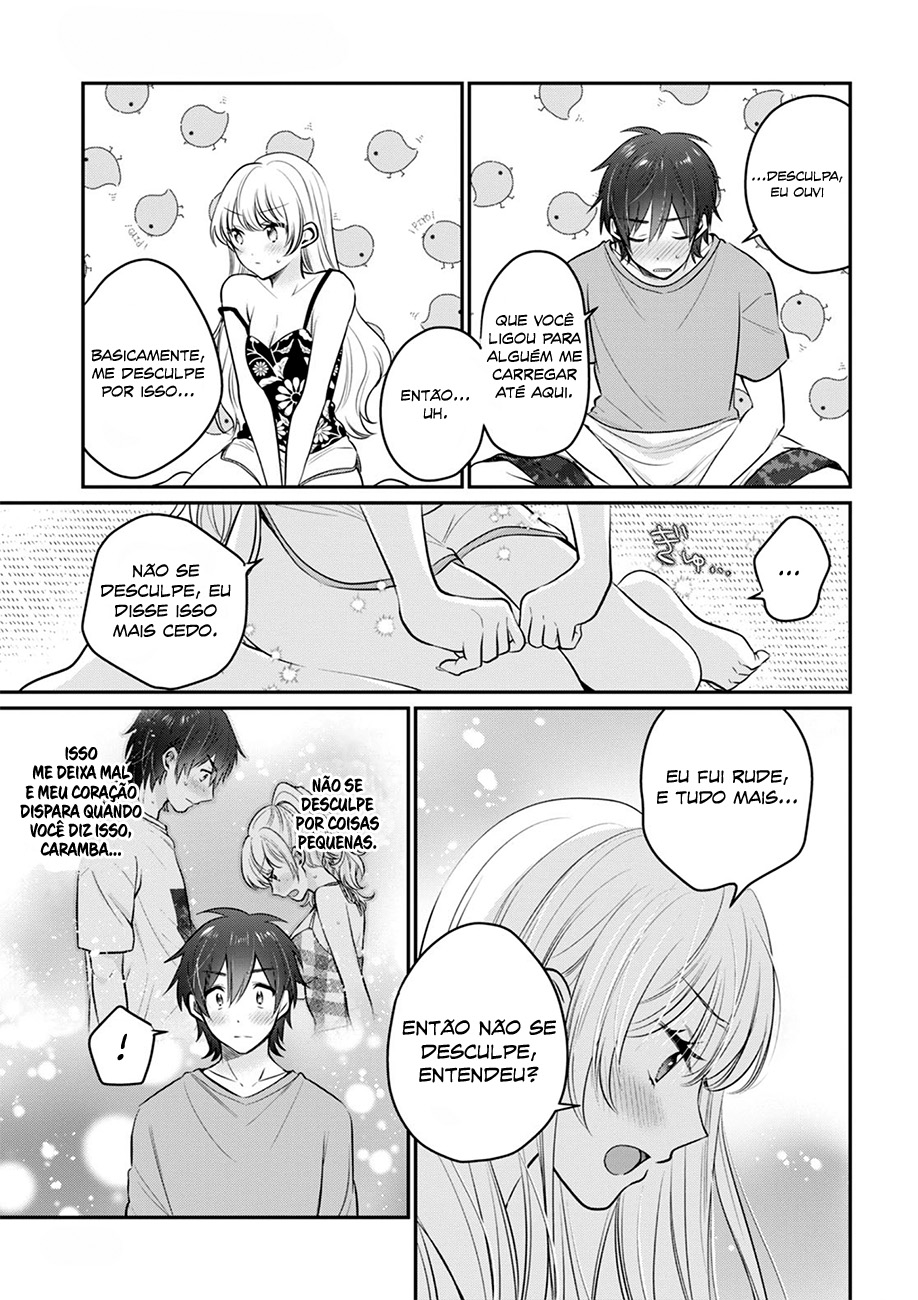 ...DESCULPA,
EU OUVI
QUE VOCÊ
LIGOU PARA
ALGUÉM ME
CARREGAR
ATÉ AQUI.
ENTÃO...
UH.
BASICAMENTE,
ME DESCULPE
POR ISSO...
...
ぎゅ...
NÃO SE
DESCULPE, EU
DISSE ISSO
MAIS CEDO.
EU FUI RUDE,
E TUDO MAIS...
ENTÃO NÃO SE
DESCULPE,
ENTENDEU?
NÃO SE
DESCULPE
POR COISAS
PEQUENAS.
ISSO
ME DEIXA MAL
E MEU CORAÇÃO
DISPARA QUANDO
VOCÊ DIZ ISSO,
CARAMBA...
!